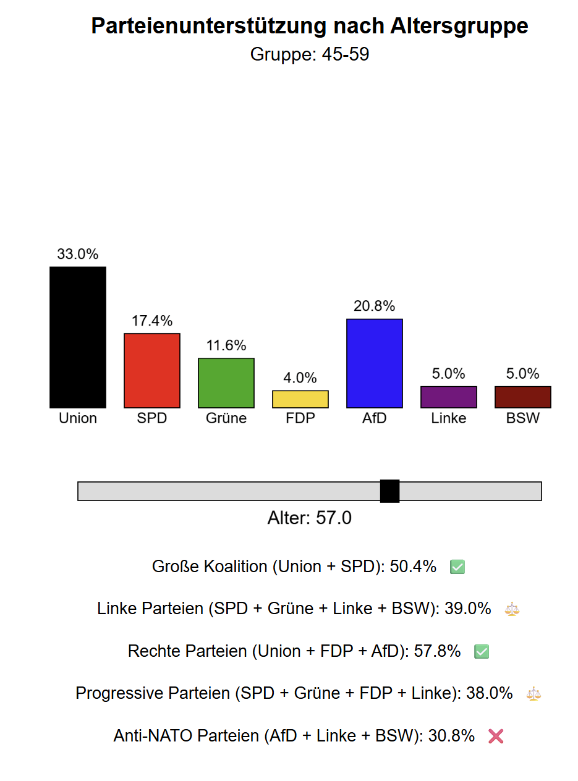 Parteienunterstützung nach Altersgruppe
Gruppe: 45-59
33.0%
17.4%
11.6%
4.0%
20.8%
5.0%
5.0%
Union
SPD
Grüne
FDP
AfD
Linke
BSW
Alter: 57.0
Große Koalition (Union + SPD): 50.4% ✅
Linke Parteien (SPD + Grüne + Linke + BSW): 39.0% ⚖️
Rechte Parteien (Union + FDP + AfD): 57.8% ✅
Progressive Parteien (SPD + Grüne + FDP + Linke): 38.0% ⚖️
Anti-NATO Parteien (AfD + Linke + BSW): 30.8% ❌